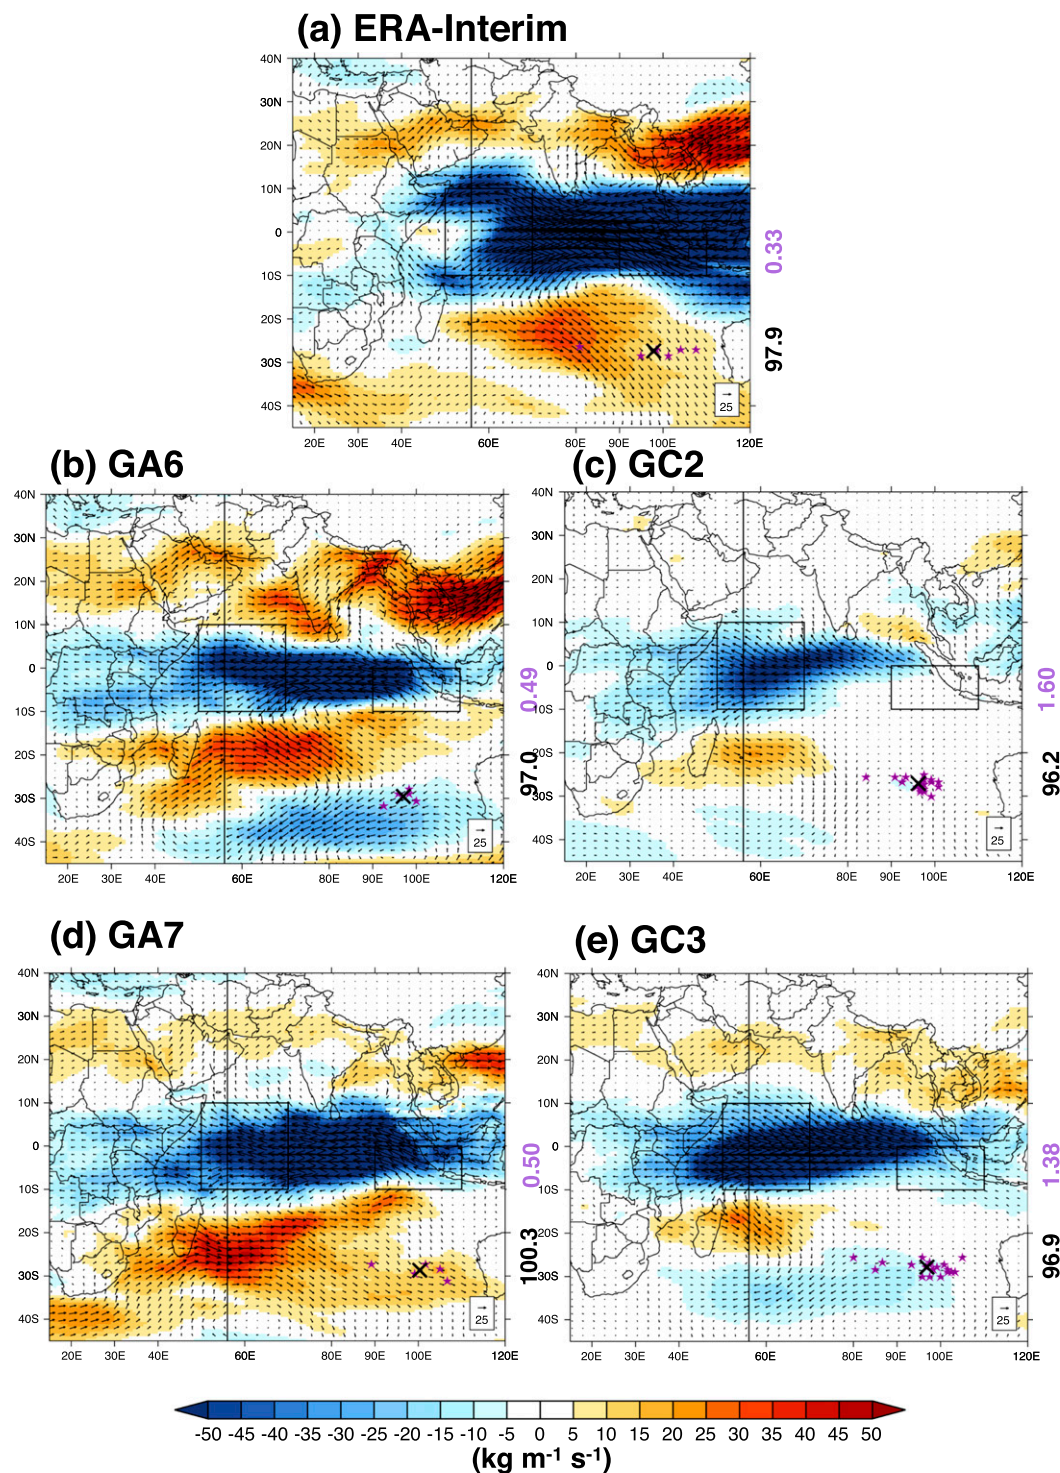 (a) ERA-Interim
40N
30N
20N
10N
0
10S
20S
30S
40S
20E 30E 40E 60E 80E 90E 100E 120E
25
0.33
97.9
(b) GA6
40N
30N
20N
10N
0
10S
20S
30S
40S
20E 30E 40E 60E 80E 90E 100E 120E
25
0.49
97.0
(c) GC2
40N
30N
20N
10N
0
10S
20S
30S
40S
20E 30E 40E 60E 80E 90E 100E 120E
25
1.60
96.2
(d) GA7
40N
30N
20N
10N
0
10S
20S
30S
40S
20E 30E 40E 60E 80E 90E 100E 120E
25
0.50
100.3
(e) GC3
40N
30N
20N
10N
0
10S
20S
30S
40S
20E 30E 40E 60E 80E 90E 100E 120E
25
1.38
96.9
-50 -45 -40 -35 -30 -25 -20 -15 -10 -5 0 5 10 15 20 25 30 35 40 45 50
(kg m-1 s-1)